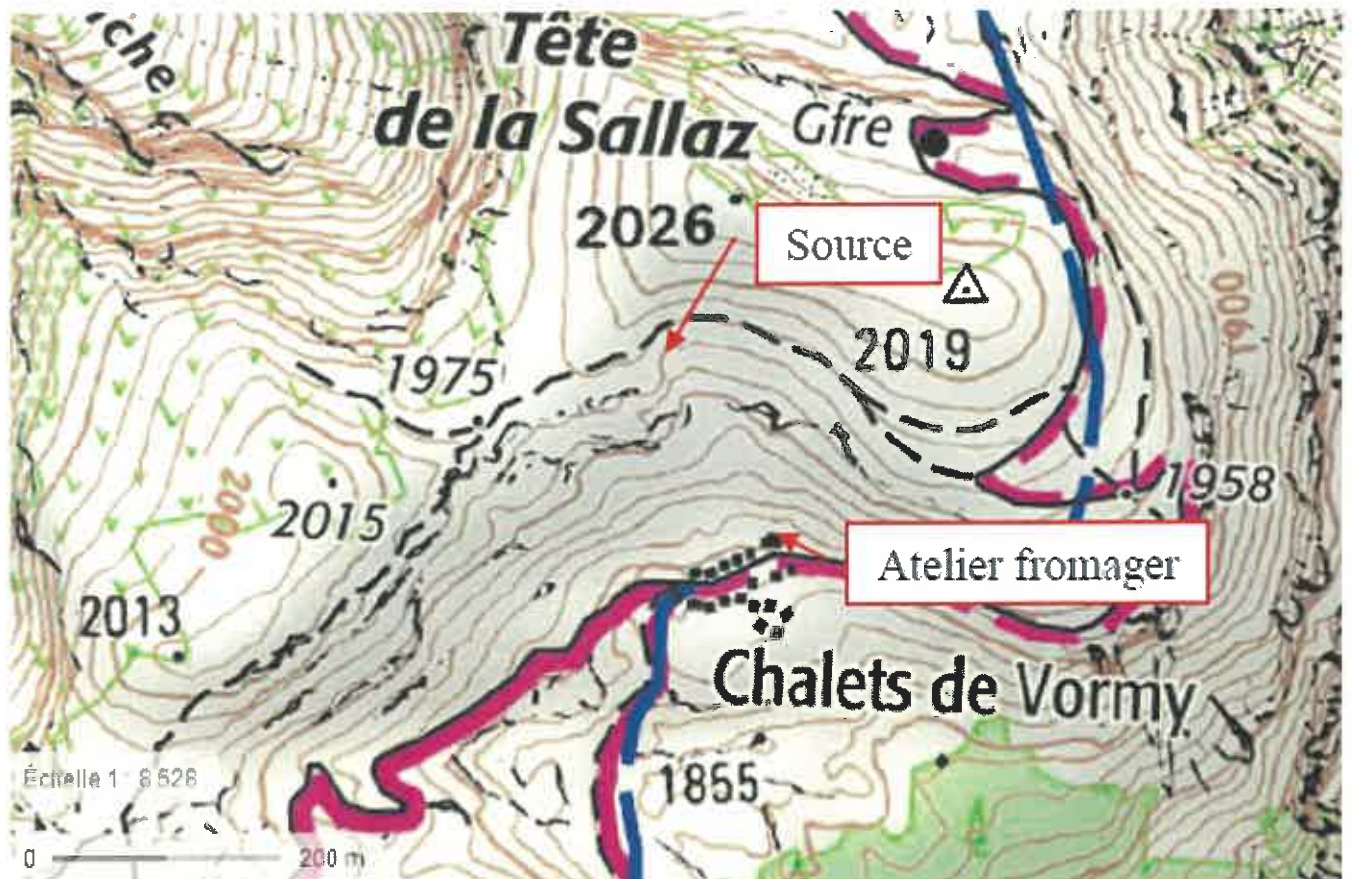 Tête
de la Sallaz
Gfre
2026
Source
1975
2019
1900
2000
2015
1958
Atelier fromager
2013
Chalets de Vormy
1855
Échelle 1 : 8 528
0 200 m